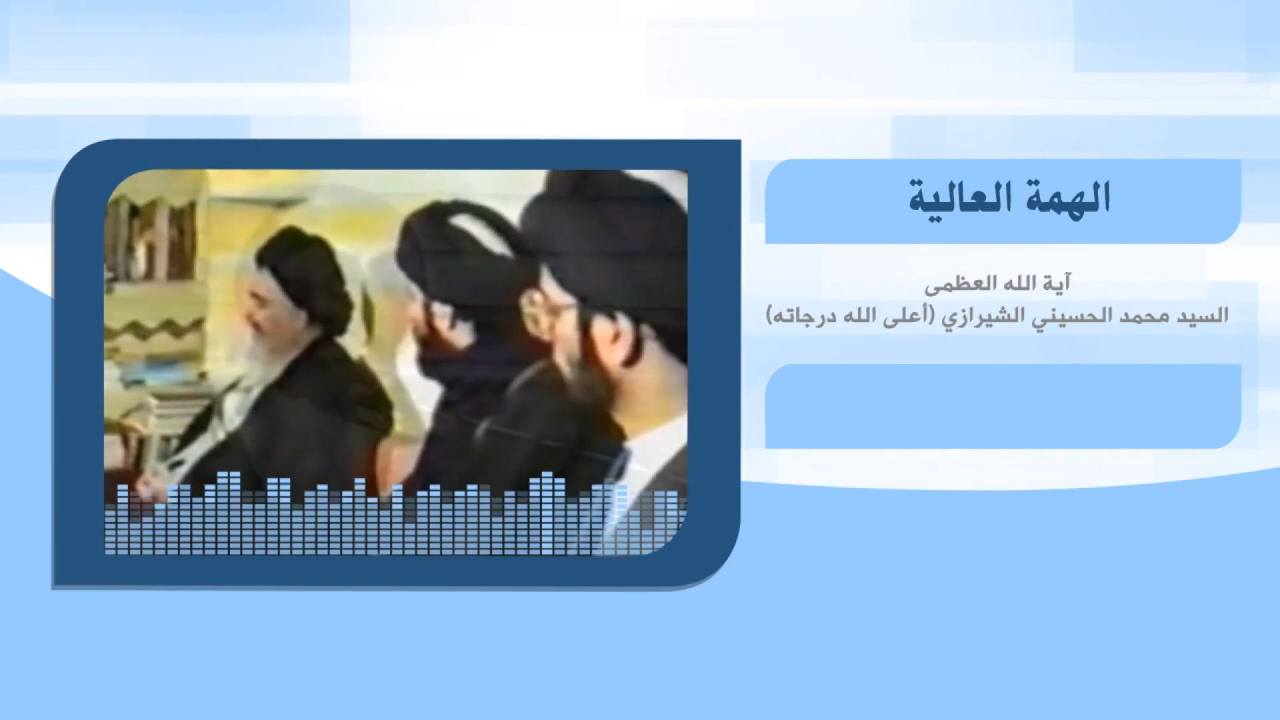 الهمة العالية
آية الله العظمى
السيد محمد الحسيني الشيرازي (أعلى الله درجاته)